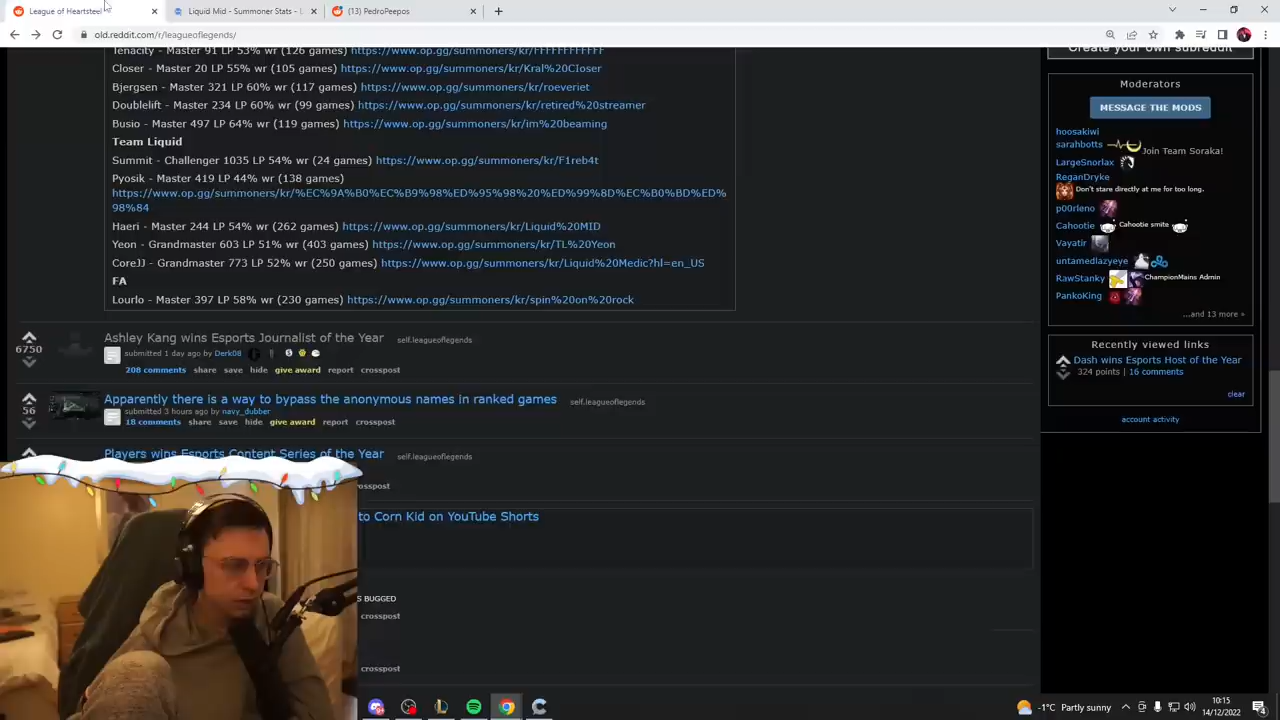 League of Heartsteel
Liquid Mid - Summoner Stats - L
(13) PedroPeepos
old.reddit.com/r/leagueoflegends/
Tenacity - Master 91 LP 53% wr (126 games) https://www.op.gg/summoners/kr/FFFFFFFFFFFFFFFF
Closer - Master 20 LP 55% wr (105 games) https://www.op.gg/summoners/kr/Kral%20CIoser
Bjergsen - Master 321 LP 60% wr (117 games) https://www.op.gg/summoners/kr/roeveriet
Doublelift - Master 234 LP 60% wr (99 games) https://www.op.gg/summoners/kr/retired%20streamer
Busio - Master 497 LP 64% wr (119 games) https://www.op.gg/summoners/kr/im%20beaming
Team Liquid
Summit - Challenger 1035 LP 54% wr (24 games) https://www.op.gg/summoners/kr/F1reb4t
Pyosik - Master 419 LP 44% wr (138 games)
https://www.op.gg/summoners/kr/%EC%9A%B0%EC%B9%98%ED%95%98%20%ED%99%8D%EC%B0%BD%ED%
98%84
Haeri - Master 244 LP 54% wr (262 games) https://www.op.gg/summoners/kr/Liquid%20MID
Yeon - Grandmaster 603 LP 51% wr (403 games) https://www.op.gg/summoners/kr/TL%20Yeon
CoreJJ - Grandmaster 773 LP 52% wr (250 games) https://www.op.gg/summoners/kr/Liquid%20Medic?hl=en_US
FA
Lourlo - Master 397 LP 58% wr (230 games) https://www.op.gg/summoners/kr/spin%20on%20rock
6750
Ashley Kang wins Esports Journalist of the Year self.leagueoflegends
submitted 1 day ago by Derk08
208 comments share save hide give award report crosspost
56
Apparently there is a way to bypass the anonymous names in ranked games self.leagueoflegends
submitted 3 hours ago by navy_dubber
18 comments share save hide give award report crosspost
Players wins Esports Content Series of the Year self.leagueoflegends
crosspost
to Corn Kid on YouTube Shorts
S BUGGED
crosspost
crosspost
Create your own subreddit
Moderators
MESSAGE THE MODS
hoosakiwi
sarahbotts Join Team Soraka!
LargeSnorlax
ReganDryke
Don't stare directly at me for too long.
p00rleno
Cahootie Cahootie smite
Vayatir
untamedlazyeye
RawStanky ChampionMains Admin
PankoKing
...and 13 more »
Recently viewed links
Dash wins Esports Host of the Year
324 points | 16 comments
clear
account activity
-1°C Partly sunny
10:15
14/12/2022
4